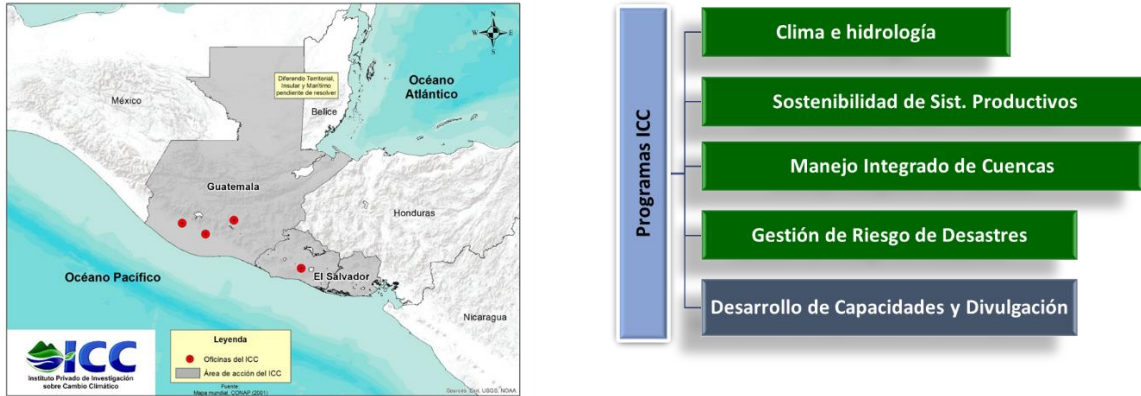 N
W
E
S
Diferendo Territorial,
Insular y Marítimo
pendiente de resolver
Océano
Atlántico
México
Belice
Guatemala
Honduras
Océano Pacífico
El Salvador
Nicaragua
Leyenda
Oficinas del ICC
Área de acción del ICC
ICC
Instituto Privado de Investigación
sobre Cambio Climático
Fuente
Mapa mundial, CONAP (2001)
Sources: Esri, USGS, NOAA
Programas ICC
Clima e hidrología
Sostenibilidad de Sist. Productivos
Manejo Integrado de Cuencas
Gestión de Riesgo de Desastres
Desarrollo de Capacidades y Divulgación